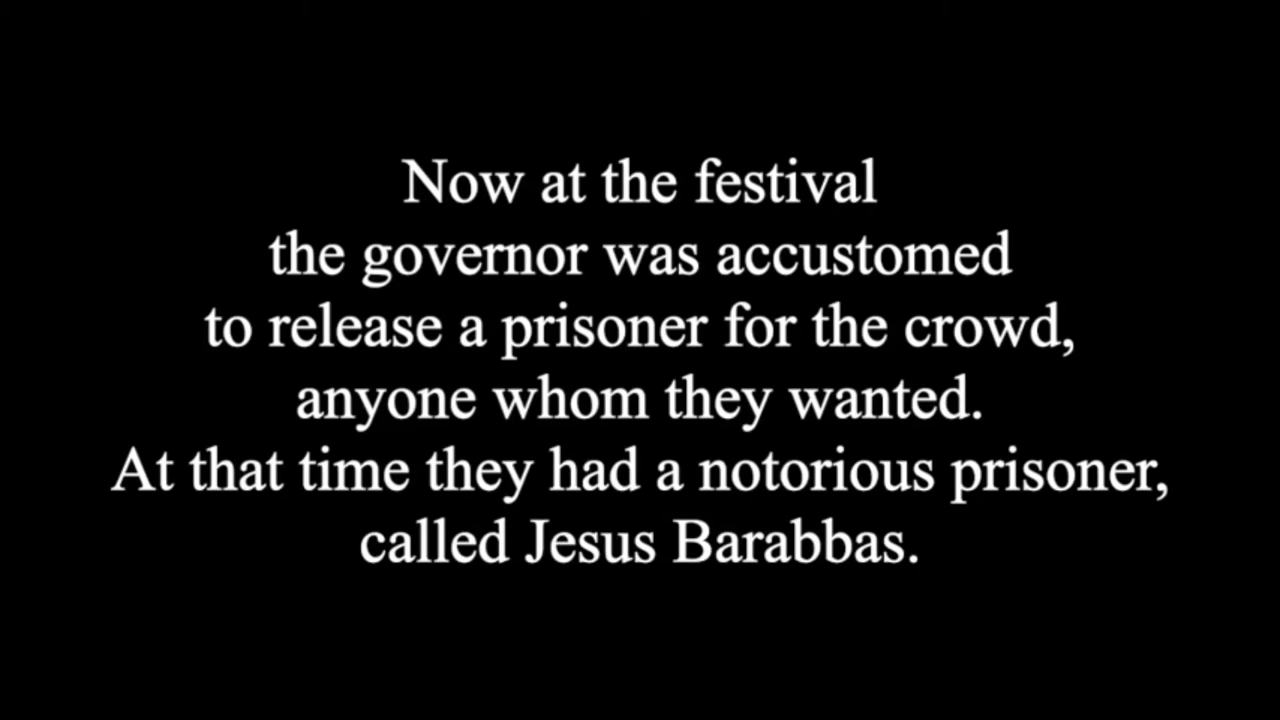 Now at the festival
the governor was accustomed
to release a prisoner for the crowd,
anyone whom they wanted.
At that time they had a notorious prisoner,
called Jesus Barabbas.